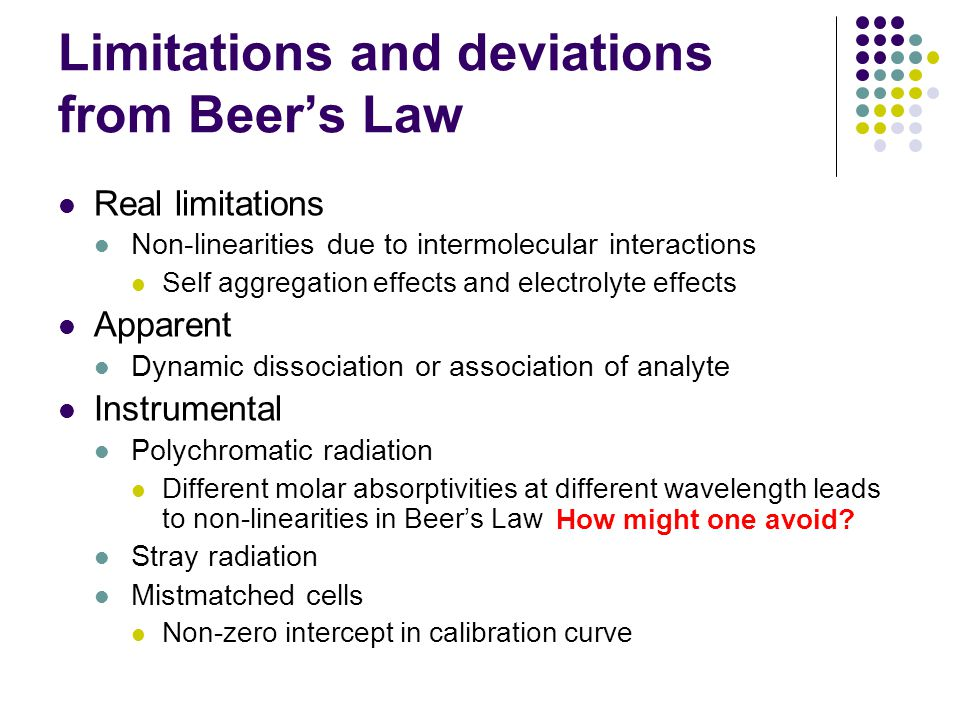 Limitations and deviations
from Beer’s Law
Real limitations
Non-linearities due to intermolecular interactions
Self aggregation effects and electrolyte effects
Apparent
Dynamic dissociation or association of analyte
Instrumental
Polychromatic radiation
Different molar absorptivities at different wavelength leads
to non-linearities in Beer’s Law How might one avoid?
Stray radiation
Mistmatched cells
Non-zero intercept in calibration curve